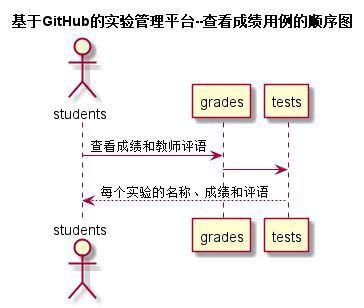 基于GitHub的实验管理平台--查看成绩用例的顺序图
students
grades
tests
查看成绩和教师评语
每个实验的名称、成绩和评语
students
grades
tests